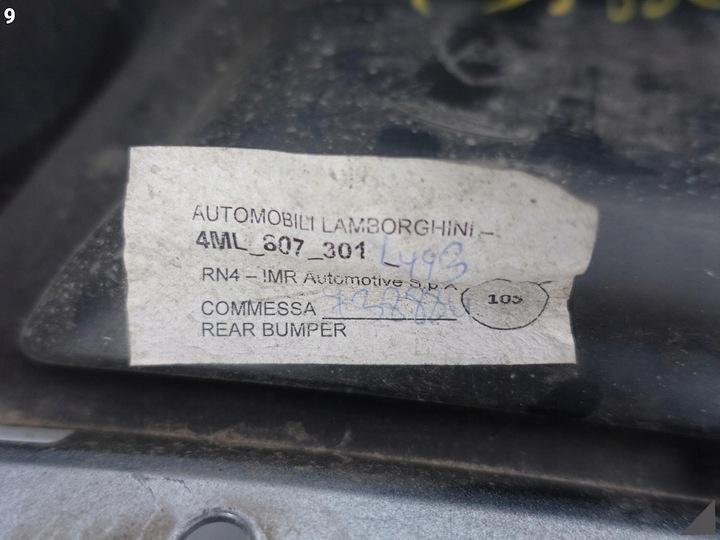 9
AUTOMOBILI LAMBORGHINI –
4ML_807_301 L493
RN4 – IMR Automotive S.p.A
COMMESSA
105
REAR BUMPER